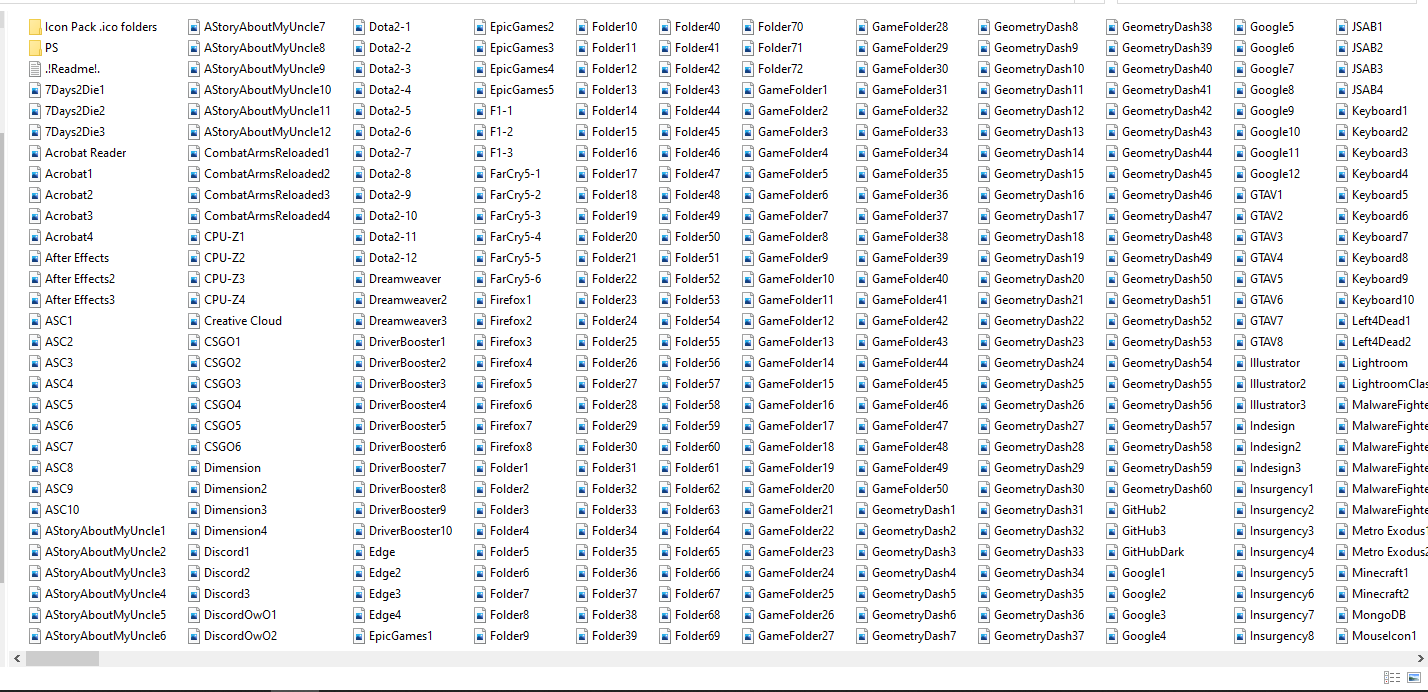 Icon Pack .ico folders
PS
.!Readme!.
7Days2Die1
7Days2Die2
7Days2Die3
Acrobat Reader
Acrobat1
Acrobat2
Acrobat3
Acrobat4
After Effects
After Effects2
After Effects3
ASC1
ASC2
ASC3
ASC4
ASC5
ASC6
ASC7
ASC8
ASC9
ASC10
AStoryAboutMyUncle1
AStoryAboutMyUncle2
AStoryAboutMyUncle3
AStoryAboutMyUncle4
AStoryAboutMyUncle5
AStoryAboutMyUncle6
AStoryAboutMyUncle7
AStoryAboutMyUncle8
AStoryAboutMyUncle9
AStoryAboutMyUncle10
AStoryAboutMyUncle11
AStoryAboutMyUncle12
CombatArmsReloaded1
CombatArmsReloaded2
CombatArmsReloaded3
CombatArmsReloaded4
CPU-Z1
CPU-Z2
CPU-Z3
CPU-Z4
Creative Cloud
CSGO1
CSGO2
CSGO3
CSGO4
CSGO5
CSGO6
Dimension
Dimension2
Dimension3
Dimension4
Discord1
Discord2
Discord3
DiscordOwO1
DiscordOwO2
Dota2-1
Dota2-2
Dota2-3
Dota2-4
Dota2-5
Dota2-6
Dota2-7
Dota2-8
Dota2-9
Dota2-10
Dota2-11
Dota2-12
Dreamweaver
Dreamweaver2
Dreamweaver3
DriverBooster1
DriverBooster2
DriverBooster3
DriverBooster4
DriverBooster5
DriverBooster6
DriverBooster7
DriverBooster8
DriverBooster9
DriverBooster10
Edge
Edge2
Edge3
Edge4
EpicGames1
EpicGames2
EpicGames3
EpicGames4
EpicGames5
F1-1
F1-2
F1-3
FarCry5-1
FarCry5-2
FarCry5-3
FarCry5-4
FarCry5-5
FarCry5-6
Firefox1
Firefox2
Firefox3
Firefox4
Firefox5
Firefox6
Firefox7
Firefox8
Folder1
Folder2
Folder3
Folder4
Folder5
Folder6
Folder7
Folder8
Folder9
Folder10
Folder11
Folder12
Folder13
Folder14
Folder15
Folder16
Folder17
Folder18
Folder19
Folder20
Folder21
Folder22
Folder23
Folder24
Folder25
Folder26
Folder27
Folder28
Folder29
Folder30
Folder31
Folder32
Folder33
Folder34
Folder35
Folder36
Folder37
Folder38
Folder39
Folder40
Folder41
Folder42
Folder43
Folder44
Folder45
Folder46
Folder47
Folder48
Folder49
Folder50
Folder51
Folder52
Folder53
Folder54
Folder55
Folder56
Folder57
Folder58
Folder59
Folder60
Folder61
Folder62
Folder63
Folder64
Folder65
Folder66
Folder67
Folder68
Folder69
Folder70
Folder71
Folder72
GameFolder1
GameFolder2
GameFolder3
GameFolder4
GameFolder5
GameFolder6
GameFolder7
GameFolder8
GameFolder9
GameFolder10
GameFolder11
GameFolder12
GameFolder13
GameFolder14
GameFolder15
GameFolder16
GameFolder17
GameFolder18
GameFolder19
GameFolder20
GameFolder21
GameFolder22
GameFolder23
GameFolder24
GameFolder25
GameFolder26
GameFolder27
GameFolder28
GameFolder29
GameFolder30
GameFolder31
GameFolder32
GameFolder33
GameFolder34
GameFolder35
GameFolder36
GameFolder37
GameFolder38
GameFolder39
GameFolder40
GameFolder41
GameFolder42
GameFolder43
GameFolder44
GameFolder45
GameFolder46
GameFolder47
GameFolder48
GameFolder49
GameFolder50
GeometryDash1
GeometryDash2
GeometryDash3
GeometryDash4
GeometryDash5
GeometryDash6
GeometryDash7
GeometryDash8
GeometryDash9
GeometryDash10
GeometryDash11
GeometryDash12
GeometryDash13
GeometryDash14
GeometryDash15
GeometryDash16
GeometryDash17
GeometryDash18
GeometryDash19
GeometryDash20
GeometryDash21
GeometryDash22
GeometryDash23
GeometryDash24
GeometryDash25
GeometryDash26
GeometryDash27
GeometryDash28
GeometryDash29
GeometryDash30
GeometryDash31
GeometryDash32
GeometryDash33
GeometryDash34
GeometryDash35
GeometryDash36
GeometryDash37
GeometryDash38
GeometryDash39
GeometryDash40
GeometryDash41
GeometryDash42
GeometryDash43
GeometryDash44
GeometryDash45
GeometryDash46
GeometryDash47
GeometryDash48
GeometryDash49
GeometryDash50
GeometryDash51
GeometryDash52
GeometryDash53
GeometryDash54
GeometryDash55
GeometryDash56
GeometryDash57
GeometryDash58
GeometryDash59
GeometryDash60
GitHub2
GitHub3
GitHubDark
Google1
Google2
Google3
Google4
Google5
Google6
Google7
Google8
Google9
Google10
Google11
Google12
GTAV1
GTAV2
GTAV3
GTAV4
GTAV5
GTAV6
GTAV7
GTAV8
Illustrator
Illustrator2
Illustrator3
Indesign
Indesign2
Indesign3
Insurgency1
Insurgency2
Insurgency3
Insurgency4
Insurgency5
Insurgency6
Insurgency7
Insurgency8
JSAB1
JSAB2
JSAB3
JSAB4
Keyboard1
Keyboard2
Keyboard3
Keyboard4
Keyboard5
Keyboard6
Keyboard7
Keyboard8
Keyboard9
Keyboard10
Left4Dead1
Left4Dead2
Lightroom
LightroomClas
MalwareFighte
MalwareFighte
MalwareFighte
MalwareFighte
MalwareFighte
MalwareFighte
Metro Exodus1
Metro Exodus2
Minecraft1
Minecraft2
MongoDB
MouseIcon1